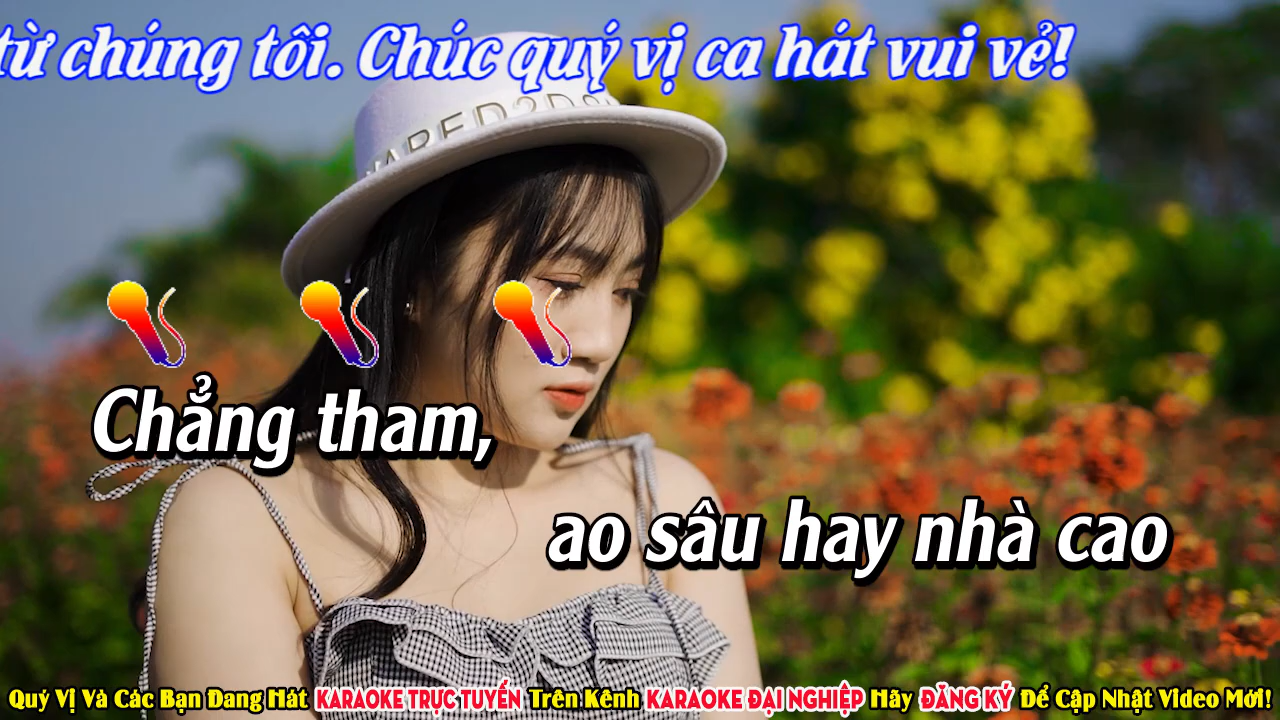 từ chúng tôi. Chúc quý vị ca hát vui vẻ!
Chẳng tham,
ao sâu hay nhà cao
Quý Vị Và Các Bạn Đang Hát KARAOKE TRỰC TUYẾN Trên Kênh KARAOKE ĐẠI NGHIỆP Hãy ĐĂNG KÝ Để Cập Nhật Video Mới!